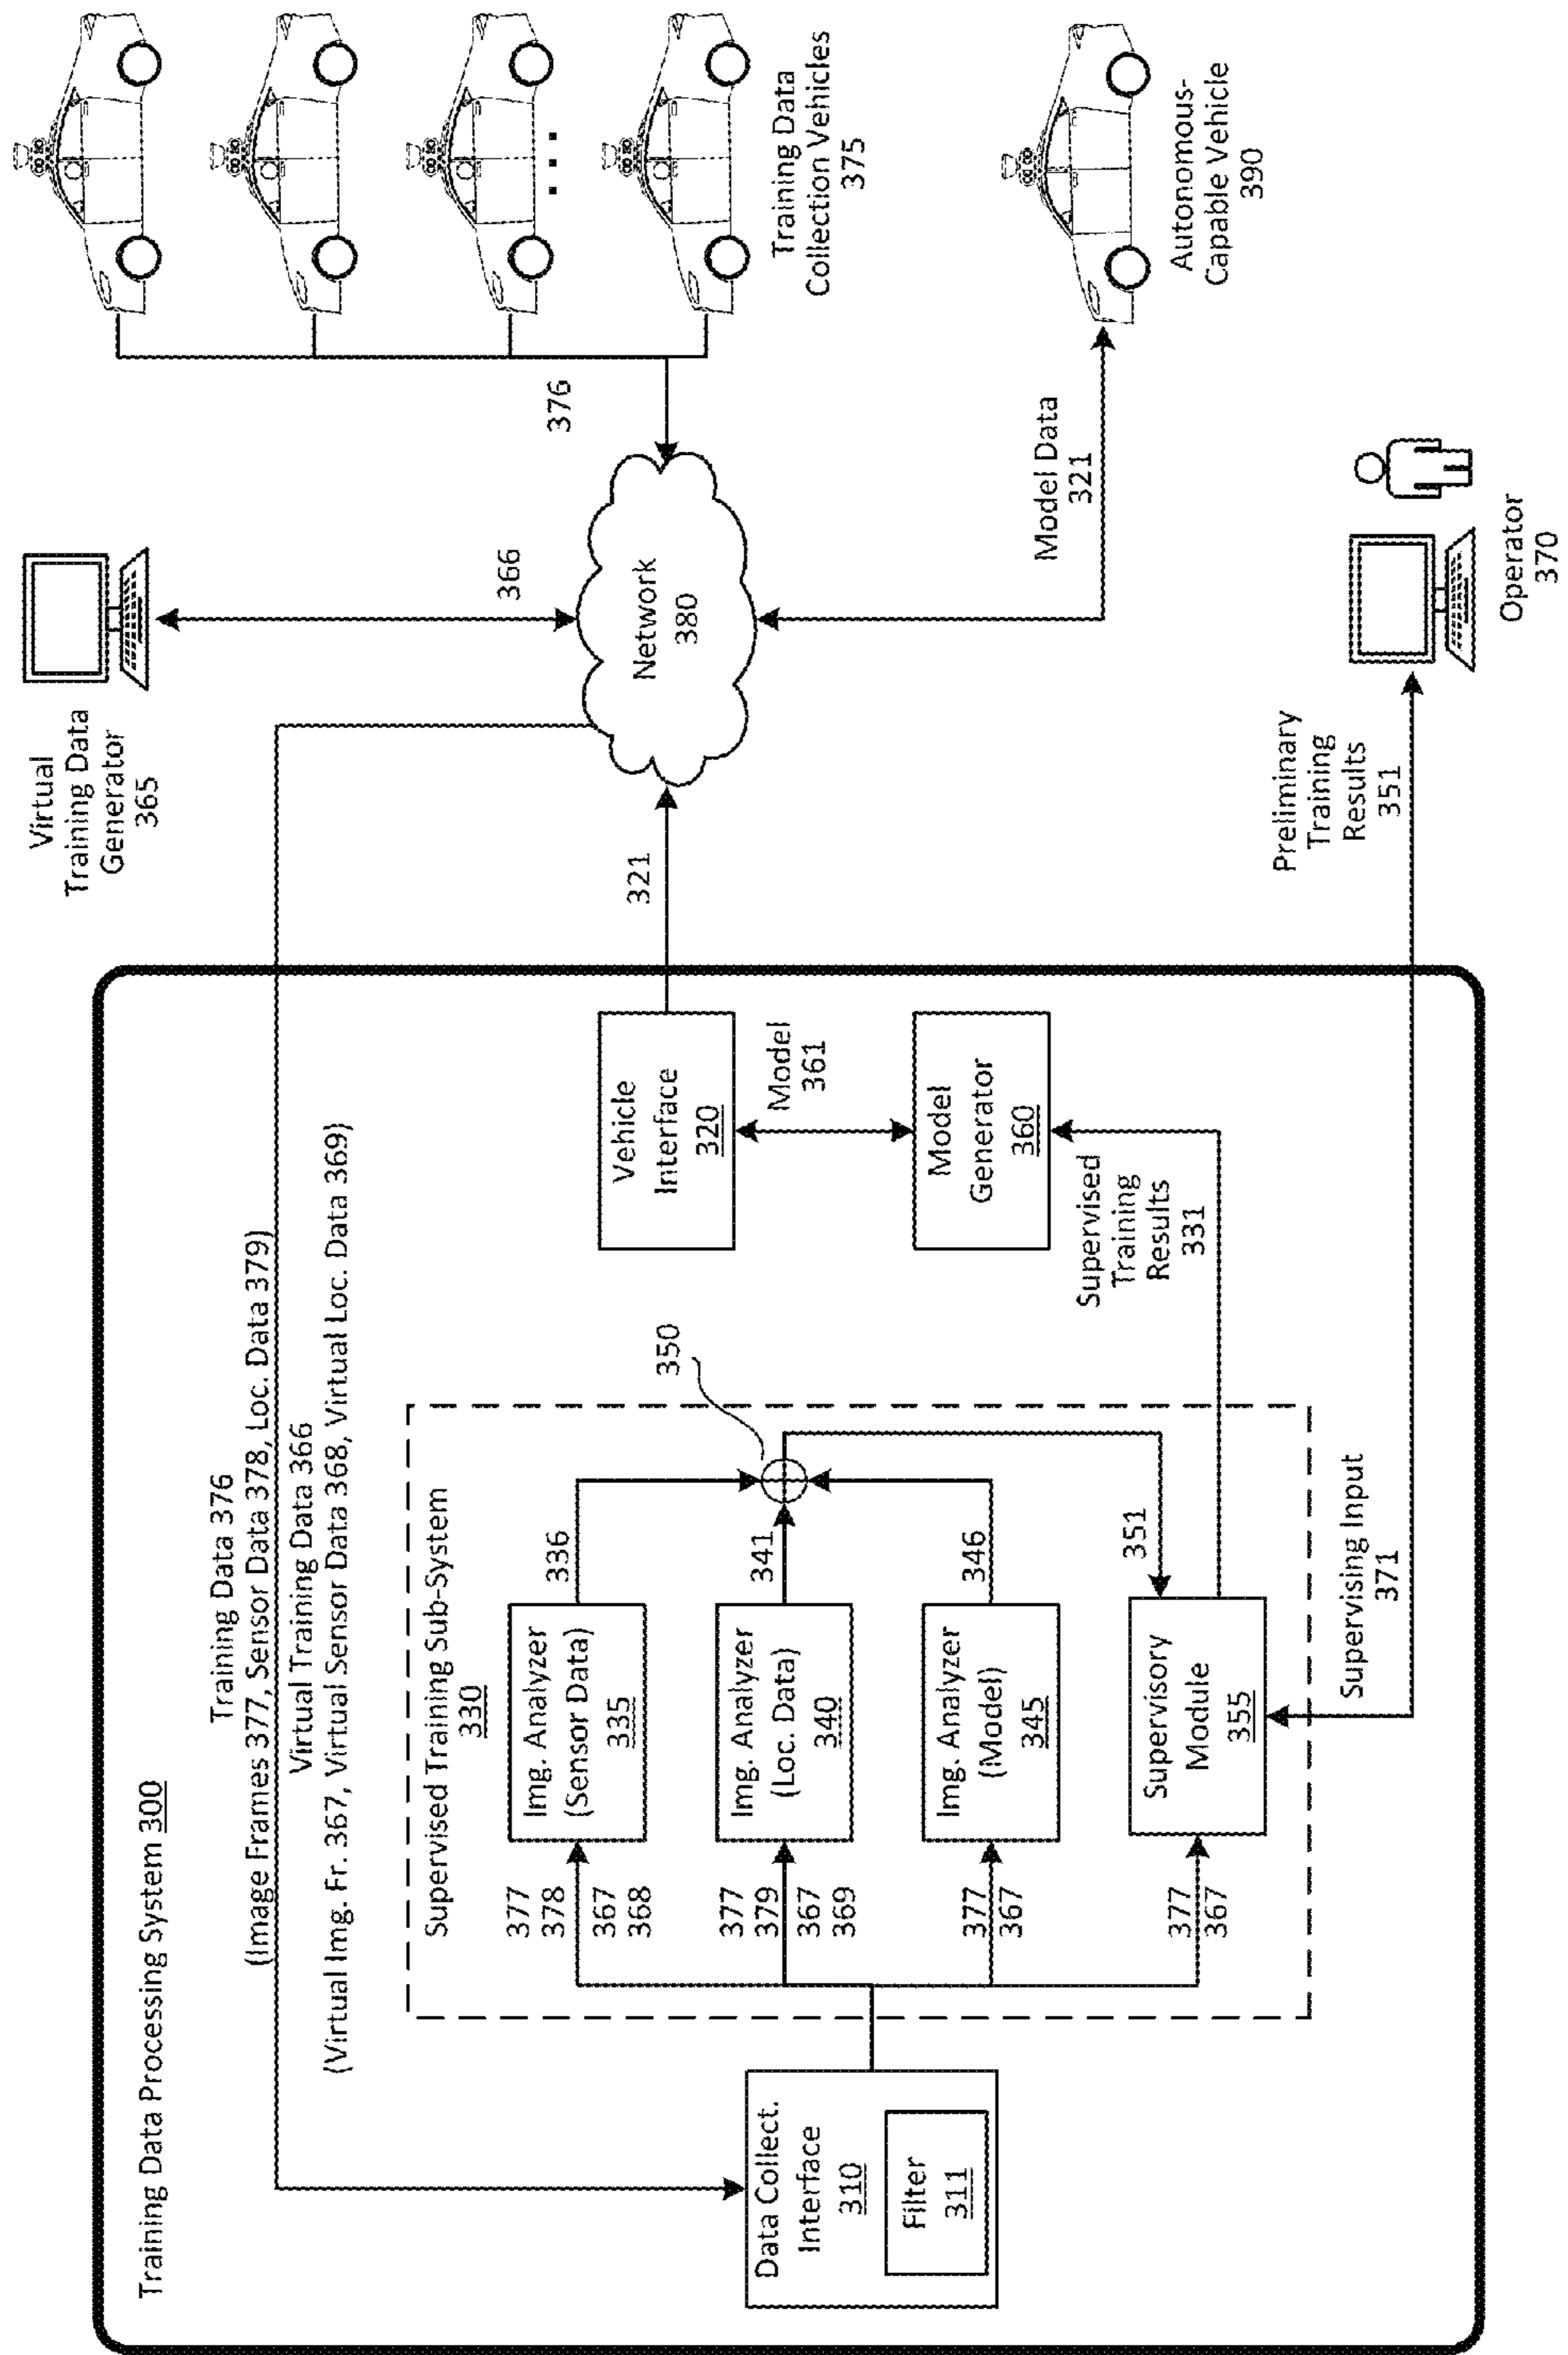 Training Data Processing System 300
Training Data 376
(Image Frames 377, Sensor Data 378, Loc. Data 379)
Virtual Training Data 366
(Virtual Img. Fr. 367, Virtual Sensor Data 368, Virtual Loc. Data 369)
Virtual
Training Data
Generator
365
366
Network
380
376
Training Data
Collection Vehicles
375
Data Collect.
Interface
310
Filter
311
Supervised Training Sub-System
330
377
378
367
368
Img. Analyzer
(Sensor Data)
335
336
377
379
367
369
Img. Analyzer
(Loc. Data)
340
341
377
367
Img. Analyzer
(Model)
345
346
350
377
367
Supervisory
Module
355
351
Vehicle
Interface
320
321
Model
361
Model
Generator
360
Supervised
Training
Results
331
Model Data
321
Autonomous-
Capable Vehicle
390
Supervising Input
371
Preliminary
Training
Results
351
Operator
370